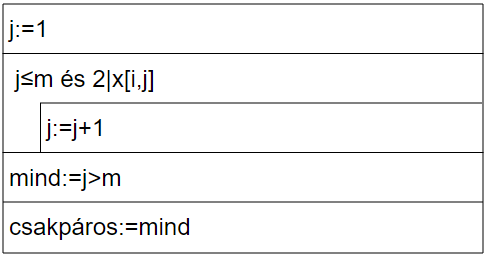 j:=1
j≤m és 2|x[i,j]
j:=j+1
mind:=j>m
csakpáros:=mind